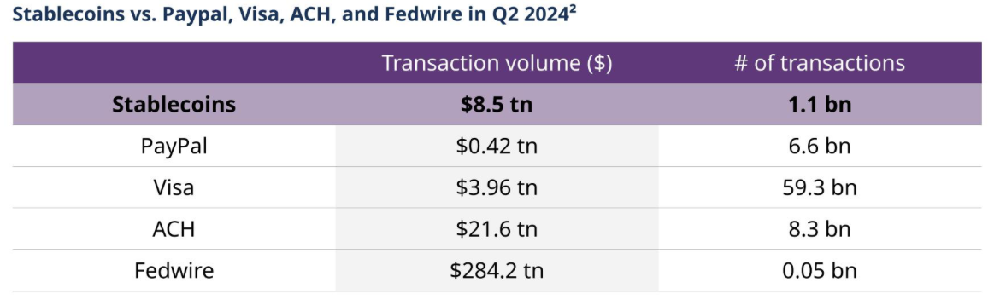 Stablecoins vs. Paypal, Visa, ACH, and Fedwire in Q2 2024²
Transaction volume ($) # of transactions
Stablecoins $8.5 tn 1.1 bn
PayPal $0.42 tn 6.6 bn
Visa $3.96 tn 59.3 bn
ACH $21.6 tn 8.3 bn
Fedwire $284.2 tn 0.05 bn